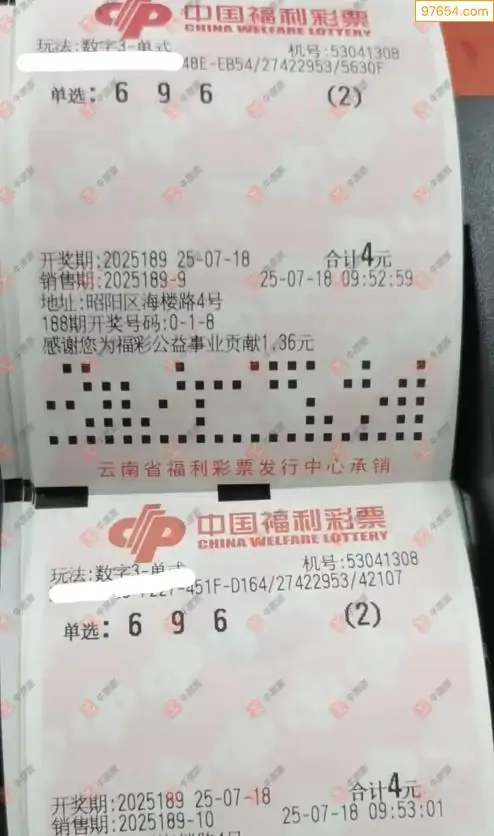 97654.com
中国福利彩票
CHINA WELFARE LOTTERY
玩法:数字3-单式 机号:53041308
48E-EB54/27422953/5630F
单选: 6 9 6 (2)
开奖期:2025189 25-07-18 合计4元
销售期:2025189-9 25-07-18 09:52:59
地址:昭阳区海楼路4号
188期开奖号码:0-1-8
感谢您为福彩公益事业贡献1.36元
云南省福利彩票发行中心承销
中国福利彩票
CHINA WELFARE LOTTERY
玩法:数字3-单式 机号:53041308
451F-D164/27422953/42107
单选: 6 9 6 (2)
开奖期:2025189 25-07-18 合计4元
销售期:2025189-10 25-07-18 09:53:01